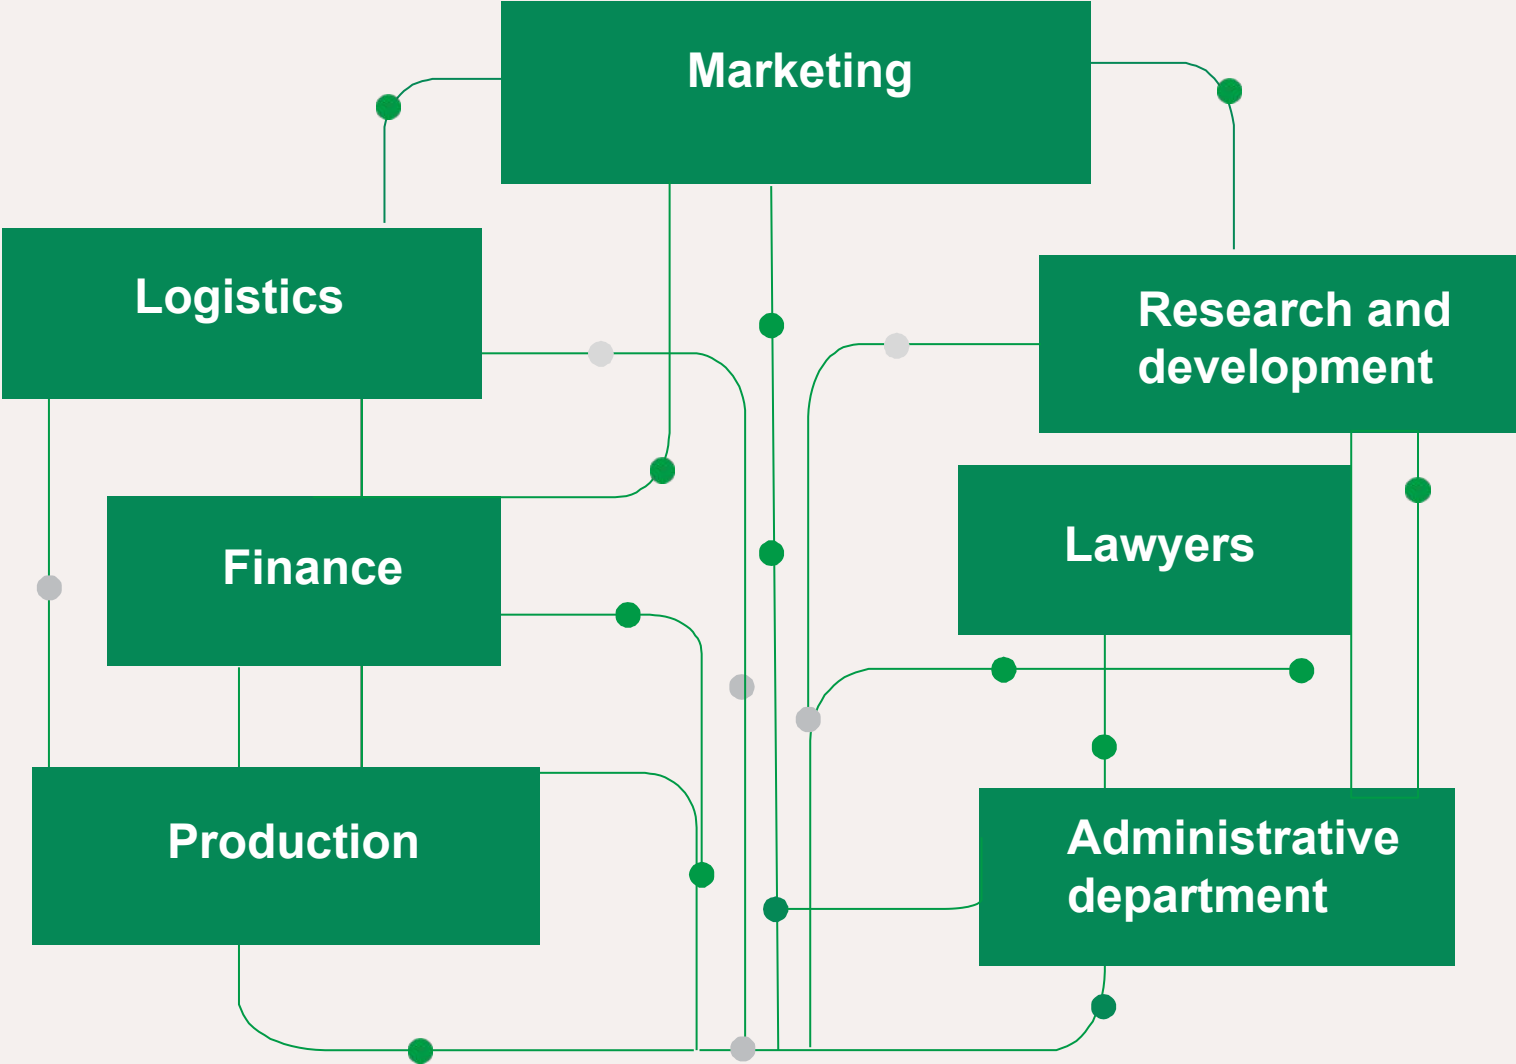 Marketing
Logistics
Research and
development
Lawyers
Finance
Production
Administrative
department